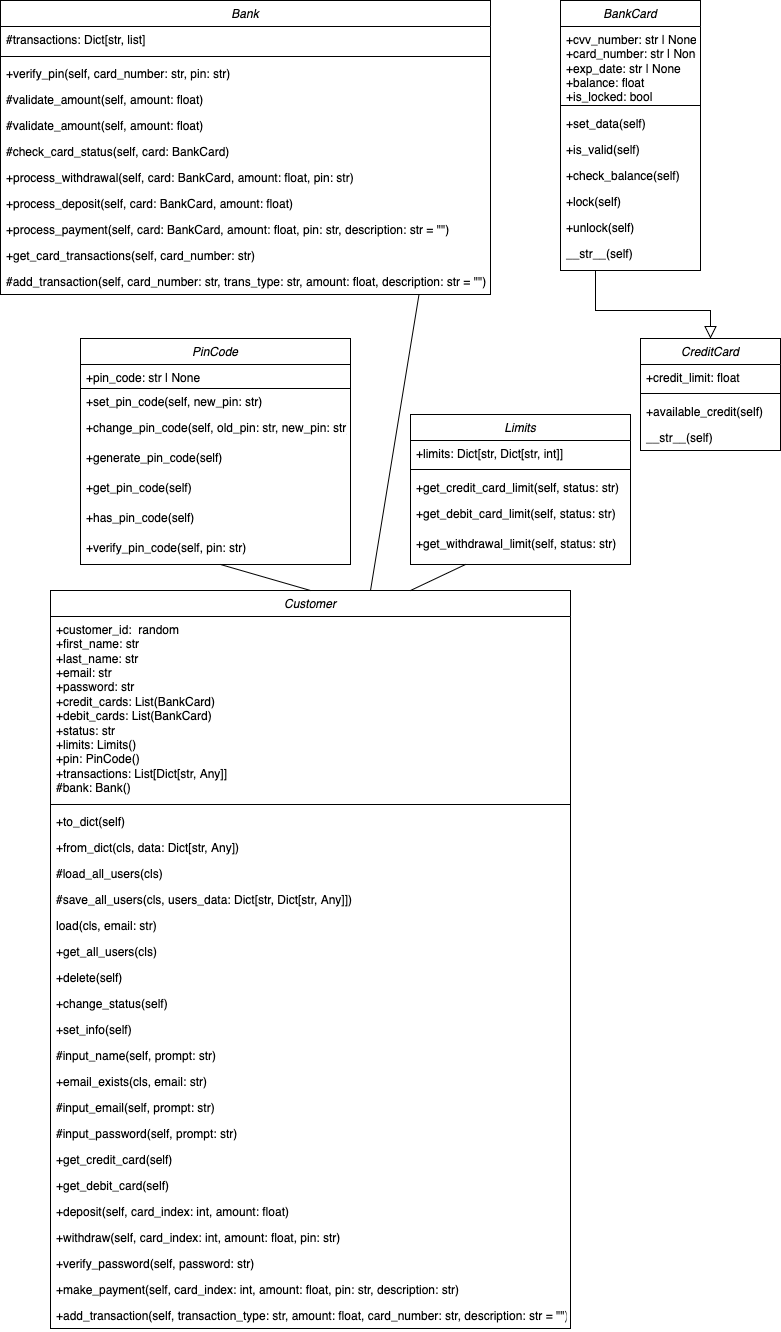 Bank
#transactions: Dict[str, list]
+verify_pin(self, card_number: str, pin: str)
#validate_amount(self, amount: float)
#validate_amount(self, amount: float)
#check_card_status(self, card: BankCard)
+process_withdrawal(self, card: BankCard, amount: float, pin: str)
+process_deposit(self, card: BankCard, amount: float)
+process_payment(self, card: BankCard, amount: float, pin: str, description: str = "")
+get_card_transactions(self, card_number: str)
#add_transaction(self, card_number: str, trans_type: str, amount: float, description: str = "")
BankCard
+cvv_number: str | None
+card_number: str | Non
+exp_date: str | None
+balance: float
+is_locked: bool
+set_data(self)
+is_valid(self)
+check_balance(self)
+lock(self)
+unlock(self)
__str__(self)
PinCode
+pin_code: str | None
+set_pin_code(self, new_pin: str)
+change_pin_code(self, old_pin: str, new_pin: str
+generate_pin_code(self)
+get_pin_code(self)
+has_pin_code(self)
+verify_pin_code(self, pin: str)
CreditCard
+credit_limit: float
+available_credit(self)
__str__(self)
Limits
+limits: Dict[str, Dict[str, int]]
+get_credit_card_limit(self, status: str)
+get_debit_card_limit(self, status: str)
+get_withdrawal_limit(self, status: str)
Customer
+customer_id:  random
+first_name: str
+last_name: str
+email: str
+password: str
+credit_cards: List(BankCard)
+debit_cards: List(BankCard)
+status: str
+limits: Limits()
+pin: PinCode()
+transactions: List[Dict[str, Any]]
#bank: Bank()
+to_dict(self)
+from_dict(cls, data: Dict[str, Any])
#load_all_users(cls)
#save_all_users(cls, users_data: Dict[str, Dict[str, Any]])
load(cls, email: str)
+get_all_users(cls)
+delete(self)
+change_status(self)
+set_info(self)
#input_name(self, prompt: str)
+email_exists(cls, email: str)
#input_email(self, prompt: str)
#input_password(self, prompt: str)
+get_credit_card(self)
+get_debit_card(self)
+deposit(self, card_index: int, amount: float)
+withdraw(self, card_index: int, amount: float, pin: str)
+verify_password(self, password: str)
+make_payment(self, card_index: int, amount: float, pin: str, description: str)
+add_transaction(self, transaction_type: str, amount: float, card_number: str, description: str = "")